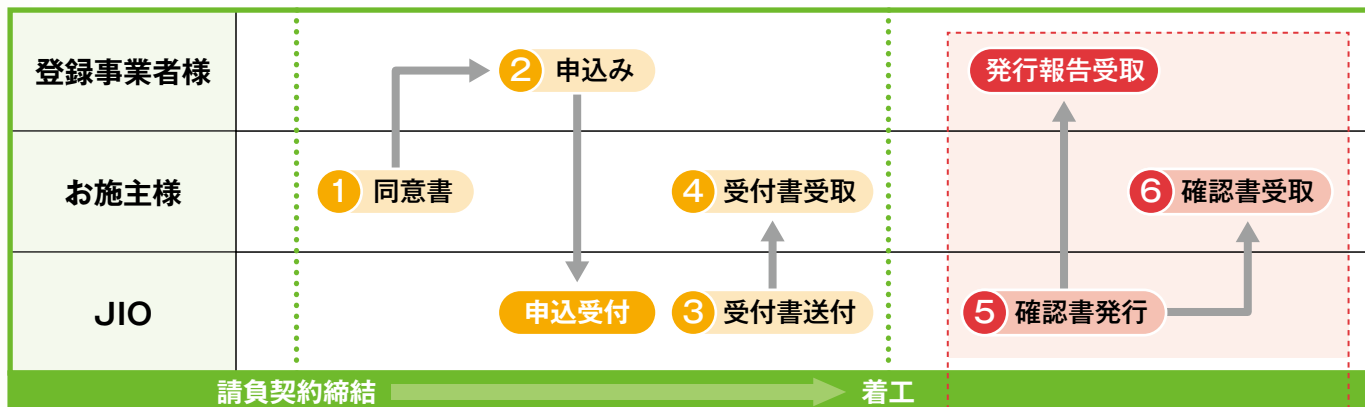 登録事業者様
② 申込み
発行報告受取
お施主様
① 同意書
④ 受付書受取
⑥ 確認書受取
JIO
申込受付
③ 受付書送付
⑤ 確認書発行
請負契約締結
着工